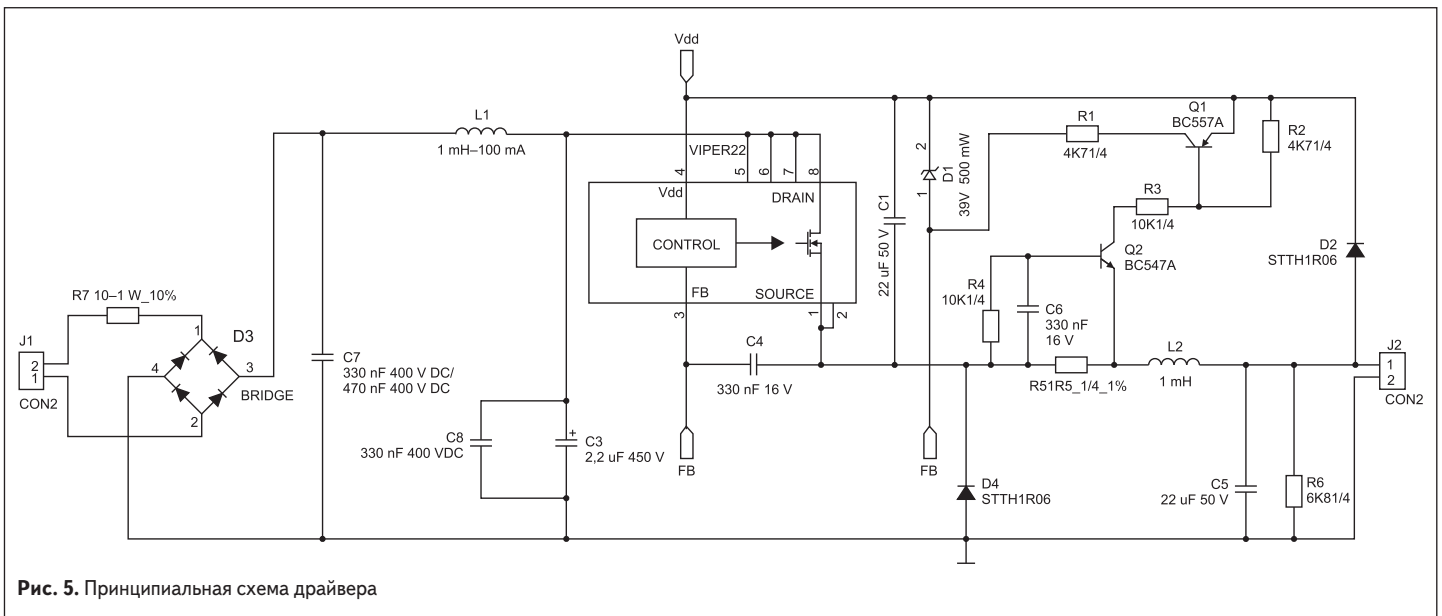 Vdd
L1
1 mH–100 mA
VIPER22
4
5
6
7
8
Vdd
DRAIN
CONTROL
FB
SOURCE
3
1
2
C1
22 uF 50 V
2
1
D1
39V 500 mW
R1
4K71/4
Q1
BC557A
R2
4K71/4
R3
10K1/4
Q2
BC547A
D2
STTH1R06
R4
10K1/4
C6
330 nF
16 V
R7 10–1 W_10%
J1
2
1
CON2
1
D3
4
3
2
BRIDGE
C7
330 nF 400 V DC/
470 nF 400 V DC
C4
330 nF 16 V
R51R5_1/4_1%
L2
1 mH
J2
1
2
CON2
C8
330 nF 400 VDC
+
C3
2,2 uF 450 V
FB
FB
D4
STTH1R06
C5
22 uF 50 V
R6
6K81/4
Рис. 5. Принципиальная схема драйвера